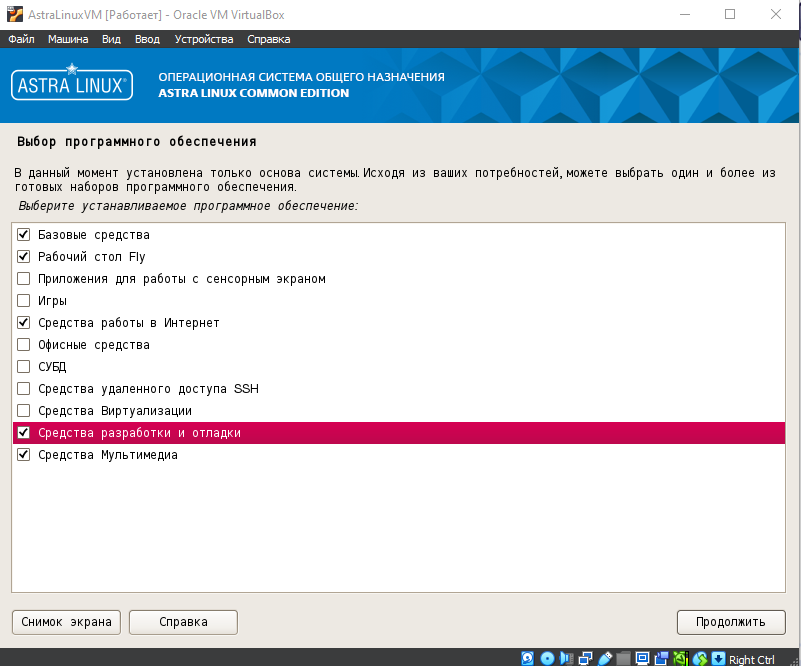 AstraLinuxVM [Работает] - Oracle VM VirtualBox
Файл Машина Вид Ввод Устройства Справка
ASTRA LINUX®
ОПЕРАЦИОННАЯ СИСТЕМА ОБЩЕГО НАЗНАЧЕНИЯ
ASTRA LINUX COMMON EDITION
Выбор программного обеспечения
В данный момент установлена только основа системы. Исходя из ваших потребностей, можете выбрать один и более из
готовых наборов программного обеспечения.
Выберите устанавливаемое программное обеспечение:
Базовые средства
Рабочий стол Fly
Приложения для работы с сенсорным экраном
Игры
Средства работы в Интернет
Офисные средства
СУБД
Средства удаленного доступа SSH
Средства Виртуализации
Средства разработки и отладки
Средства Мультимедиа
Снимок экрана Справка Продолжить
Right Ctrl